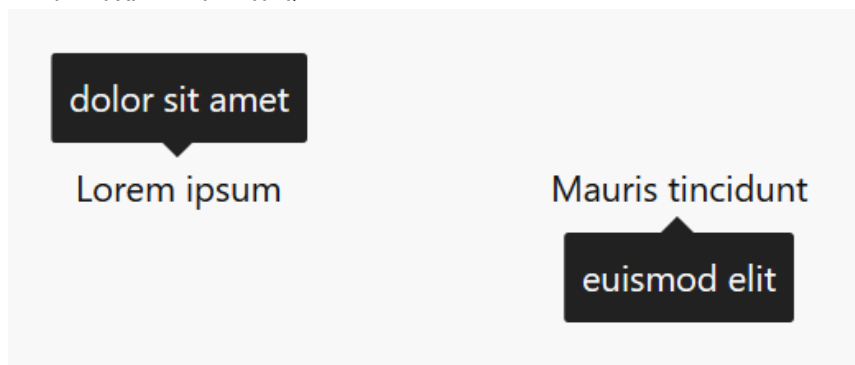 dolor sit amet
Lorem ipsum
Mauris tincidunt
euismod elit